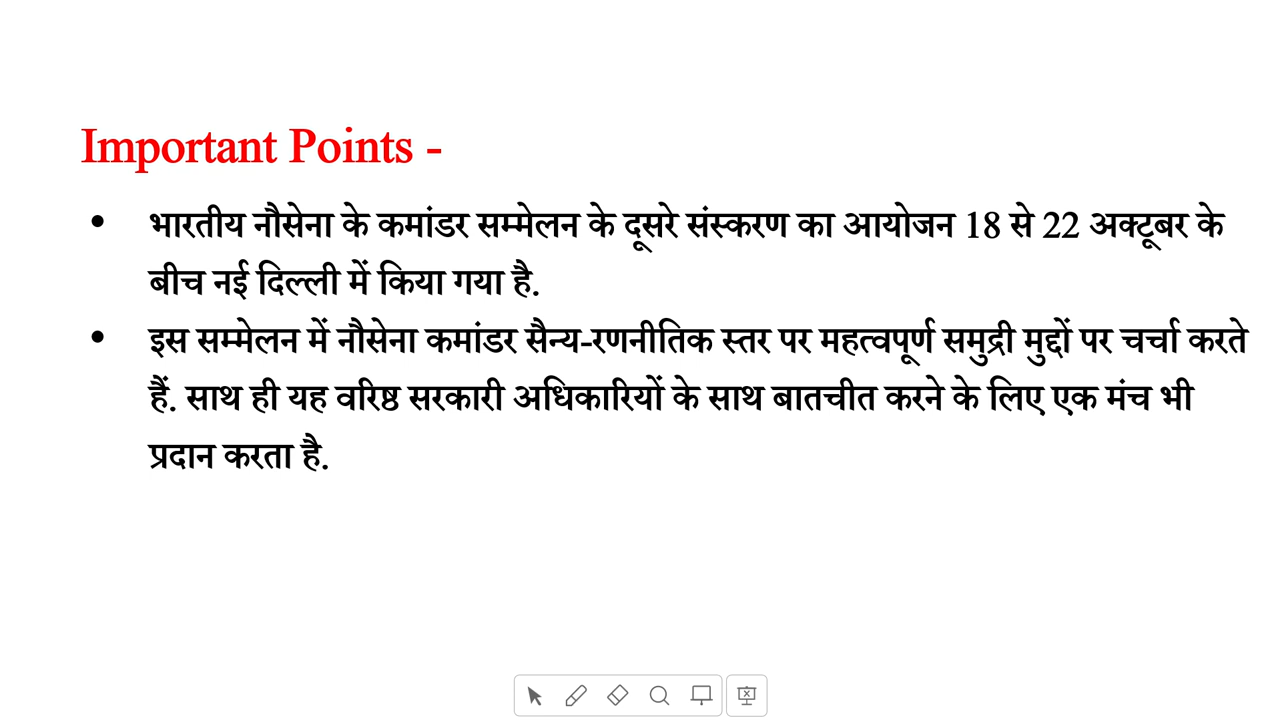 Important Points -
• भारतीय नौसेना के कमांडर सम्मेलन के दूसरे संस्करण का आयोजन 18 से 22 अक्टूबर के
बीच नई दिल्ली में किया गया है.
• इस सम्मेलन में नौसेना कमांडर सैन्य-रणनीतिक स्तर पर महत्वपूर्ण समुद्री मुद्दों पर चर्चा करते
हैं. साथ ही यह वरिष्ठ सरकारी अधिकारियों के साथ बातचीत करने के लिए एक मंच भी
प्रदान करता है.